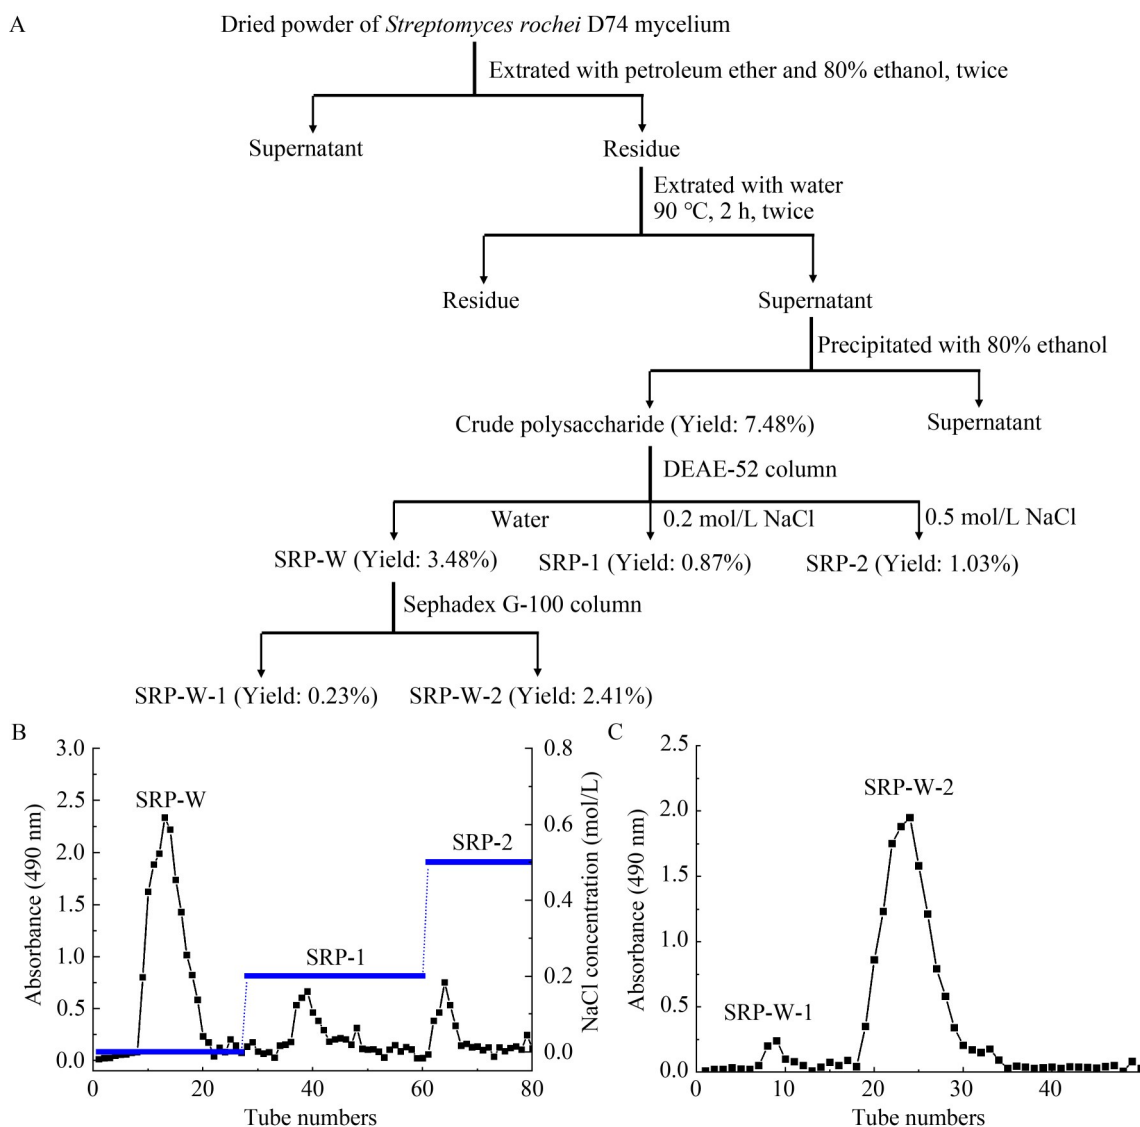 A
Dried powder of Streptomyces rochei D74 mycelium
Extrated with petroleum ether and 80% ethanol, twice
Supernatant
Residue
Extrated with water
90 ℃, 2 h, twice
Residue
Supernatant
Precipitated with 80% ethanol
Crude polysaccharide (Yield: 7.48%)
Supernatant
DEAE-52 column
Water
0.2 mol/L NaCl
0.5 mol/L NaCl
SRP-W (Yield: 3.48%)
SRP-1 (Yield: 0.87%)
SRP-2 (Yield: 1.03%)
Sephadex G-100 column
SRP-W-1 (Yield: 0.23%)
SRP-W-2 (Yield: 2.41%)
B
3.0
2.5
2.0
1.5
1.0
0.5
0.0
Absorbance (490 nm)
SRP-W
SRP-1
SRP-2
0.8
0.6
0.4
0.2
0.0
NaCl concentration (mol/L)
0
20
40
60
80
Tube numbers
C
2.5
2.0
1.5
1.0
0.5
0.0
Absorbance (490 nm)
SRP-W-1
SRP-W-2
0
10
20
30
40
50
Tube numbers